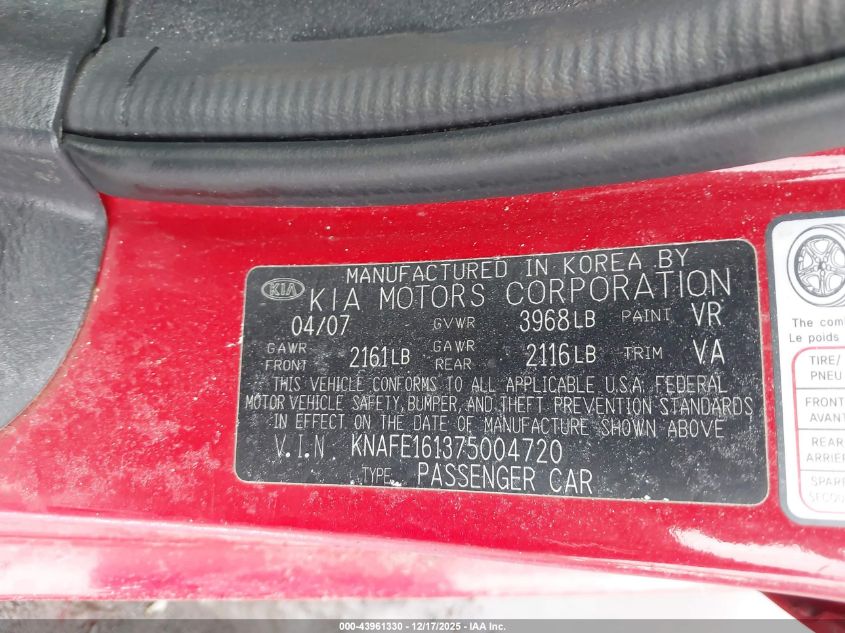 MANUFACTURED IN KOREA BY
KIA KIA MOTORS CORPORATION
04/07 GVWR 3968LB PAINT VR
GAWR FRONT 2161LB GAWR REAR 2116LB TRIM VA
THIS VEHICLE CONFORMS TO ALL APPLICABLE U.S.A. FEDERAL
MOTOR VEHICLE SAFETY, BUMPER, AND THEFT PREVENTION STANDARDS
IN EFFECT ON THE DATE OF MANUFACTURE SHOWN ABOVE
V.I.N KNAFE161375004720
TYPE PASSENGER CAR
The com
Le poids
TIRE/
PNEU
FRONT
AVANT
REAR
ARRIER
SPARE
SECOU
000-43961330 - 12/17/2025 - IAA Inc.